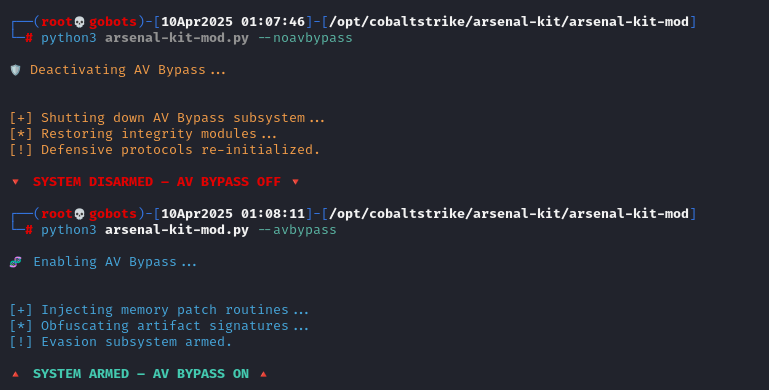 ┌──(root💀gobots)-[10Apr2025 01:07:46]-[/opt/cobaltstrike/arsenal-kit/arsenal-kit-mod]
└─# python3 arsenal-kit-mod.py --noavbypass
🛡️ Deactivating AV Bypass...
[+] Shutting down AV Bypass subsystem...
[*] Restoring integrity modules...
[!] Defensive protocols re-initialized.
🔻 SYSTEM DISARMED — AV BYPASS OFF 🔻
┌──(root💀gobots)-[10Apr2025 01:08:11]-[/opt/cobaltstrike/arsenal-kit/arsenal-kit-mod]
└─# python3 arsenal-kit-mod.py --avbypass
🧬 Enabling AV Bypass...
[+] Injecting memory patch routines...
[*] Obfuscating artifact signatures...
[!] Evasion subsystem armed.
🔺 SYSTEM ARMED — AV BYPASS ON 🔺